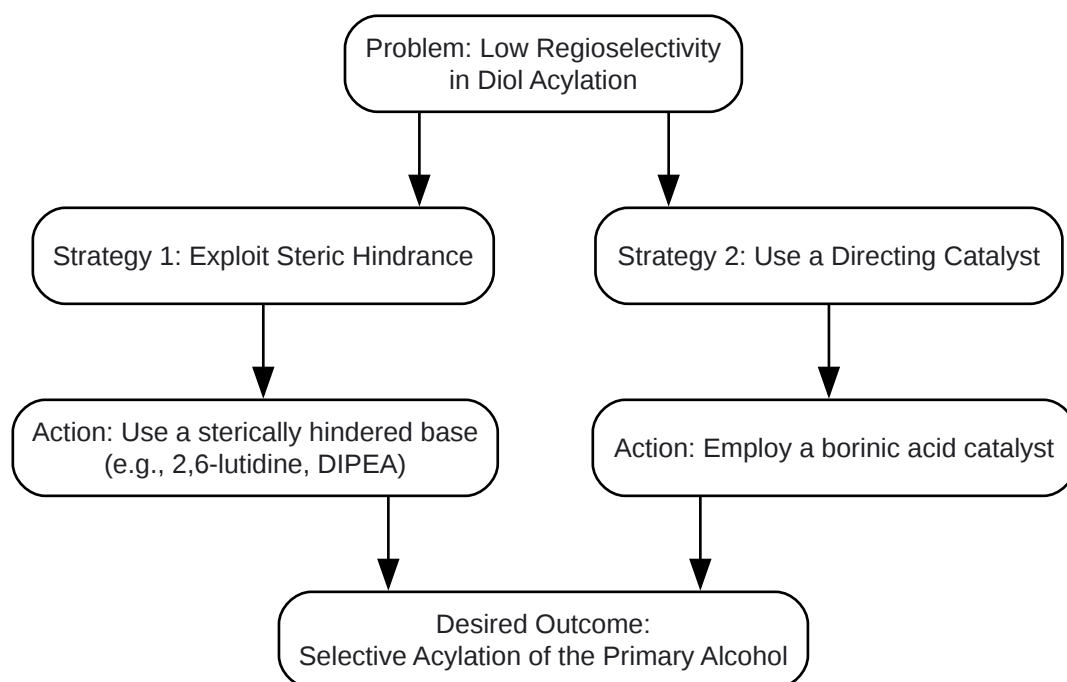 Problem: Low Regioselectivity
in Diol Acylation
Strategy 1: Exploit Steric Hindrance
Strategy 2: Use a Directing Catalyst
Action: Use a sterically hindered base
(e.g., 2,6-lutidine, DIPEA)
Action: Employ a borinic acid catalyst
Desired Outcome:
Selective Acylation of the Primary Alcohol